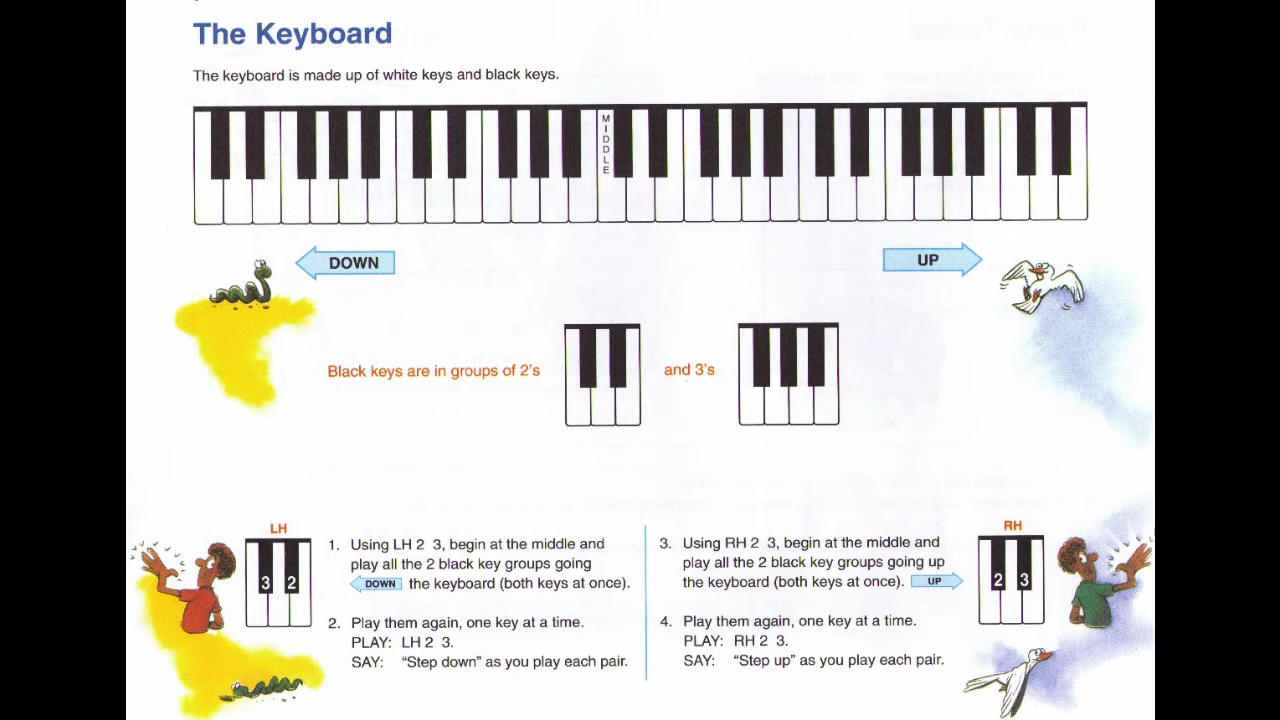 The Keyboard
The keyboard is made up of white keys and black keys.
MIDDLE
DOWN
UP
Black keys are in groups of 2's
and 3's
LH
3 2
1. Using LH 2 3, begin at the middle and
play all the 2 black key groups going
DOWN the keyboard (both keys at once).
2. Play them again, one key at a time.
PLAY: LH 2 3.
SAY: “Step down” as you play each pair.
3. Using RH 2 3, begin at the middle and
play all the 2 black key groups going up
the keyboard (both keys at once). UP
4. Play them again, one key at a time.
PLAY: RH 2 3.
SAY: “Step up” as you play each pair.
RH
2 3